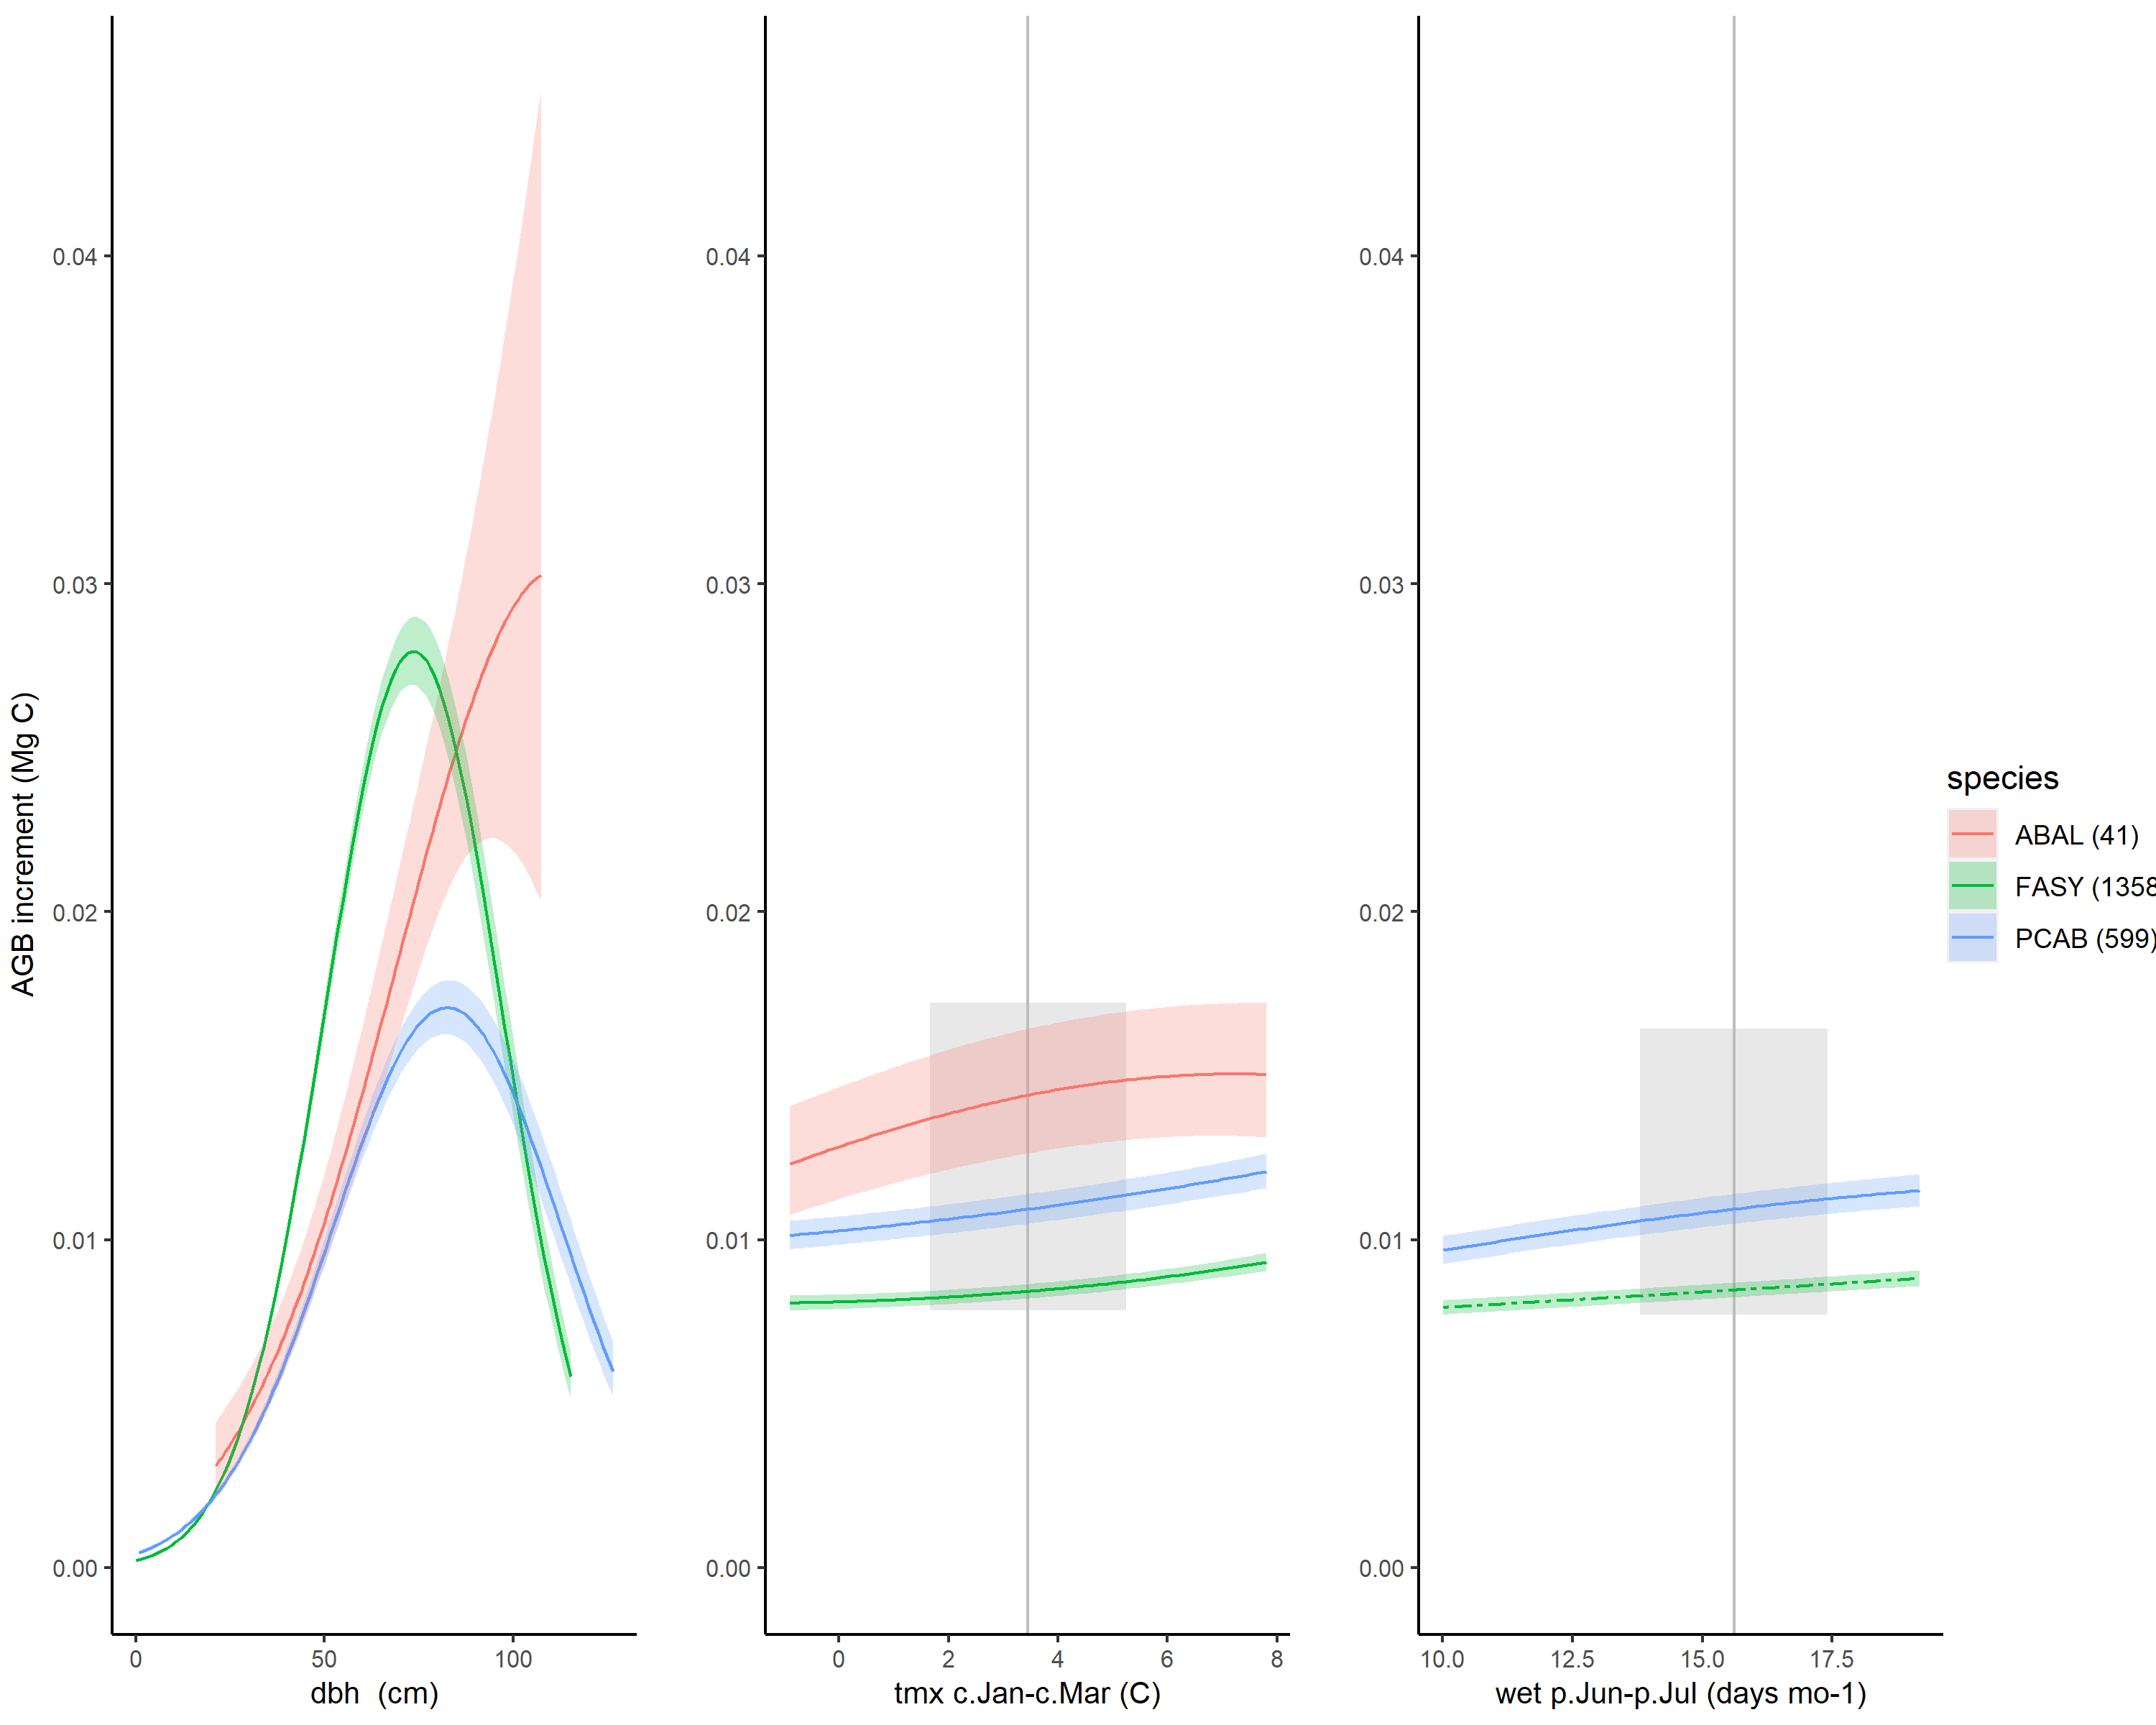 AGB increment (Mg C)
0.04
0.03
0.02
0.01
0.00
0 50 100
dbh (cm)
0.04
0.03
0.02
0.01
0.00
0 2 4 6 8
tmx c.Jan-c.Mar (C)
0.04
0.03
0.02
0.01
0.00
10.0 12.5 15.0 17.5
wet p.Jun-p.Jul (days mo-1)
species
ABAL (41)
FASY (1358
PCAB (599)